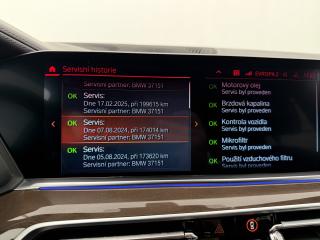 Servisní historie
EVROPA 2
Servisní partner: BMW 37151
OK Servis:
Dne 17.02.2025, při 199615 km
Servisní partner: BMW 37151
OK Servis:
Dne 07.08.2024, při 174014 km
Servisní partner: BMW 37151
OK Servis:
Dne 05.08.2024, při 173620 km
Servisní partner: BMW 37151
Motorový olej
OK Servis byl proveden
Brzdová kapalina
OK Servis byl proveden
Kontrola vozidla
OK Servis byl proveden
Mikrofiltr
OK Servis byl proveden
Použití vzduchového filtru
OK Servis byl proveden